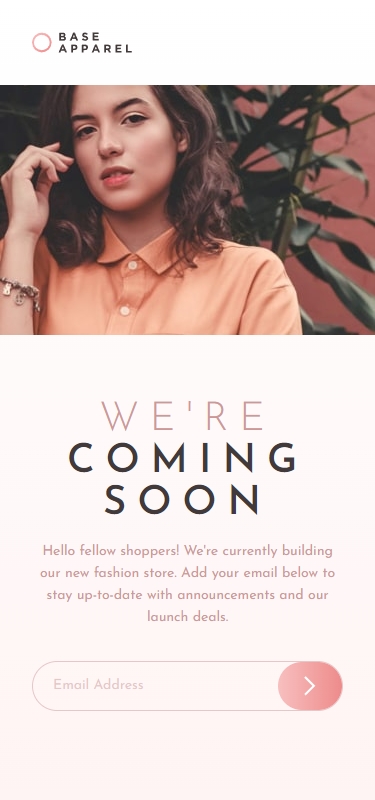 BASE
APPAREL
WE'RE
COMING
SOON
Hello fellow shoppers! We're currently building
our new fashion store. Add your email below to
stay up-to-date with announcements and our
launch deals.
Email Address